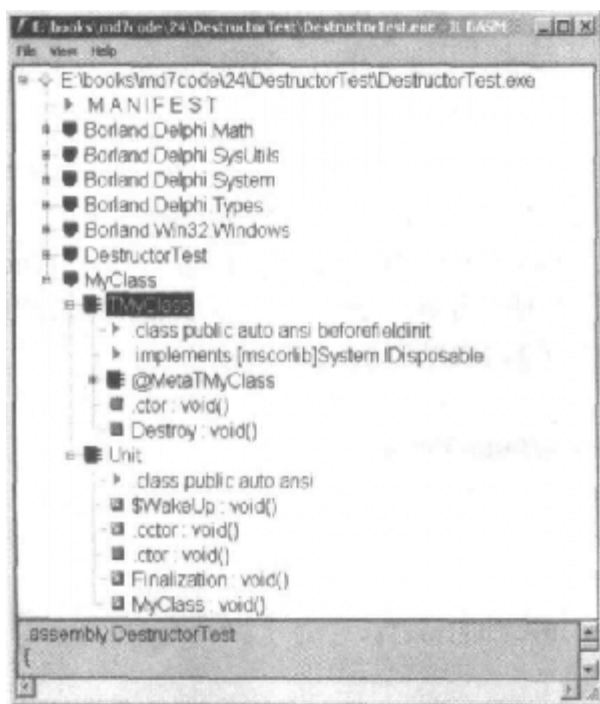 E:\books\md7code\24\DestructorTest\DestructorTest.exe - IL DASM
File View Help
E:\books\md7code\24\DestructorTest\DestructorTest.exe
MANIFEST
Borland.Delphi.Math
Borland.Delphi.SysUtils
Borland.Delphi.System
Borland.Delphi.Types
Borland.Win32.Windows
DestructorTest
MyClass
TMyClass
.class public auto ansi beforefieldinit
implements [mscorlib]System.IDisposable
@MetaTMyClass
.ctor : void()
Destroy : void()
Unit
.class public auto ansi
$WakeUp : void()
.cctor : void()
.ctor : void()
Finalization : void()
MyClass : void()
.assembly DestructorTest
{